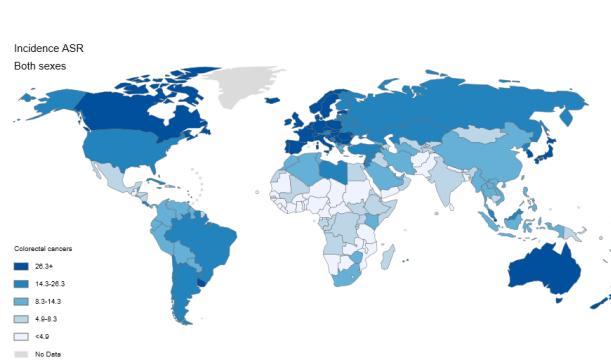 Incidence ASR
Both sexes
Colorectal cancers
26.3+
14.3-26.3
8.3-14.3
4.9-8.3
<4.9
No Data